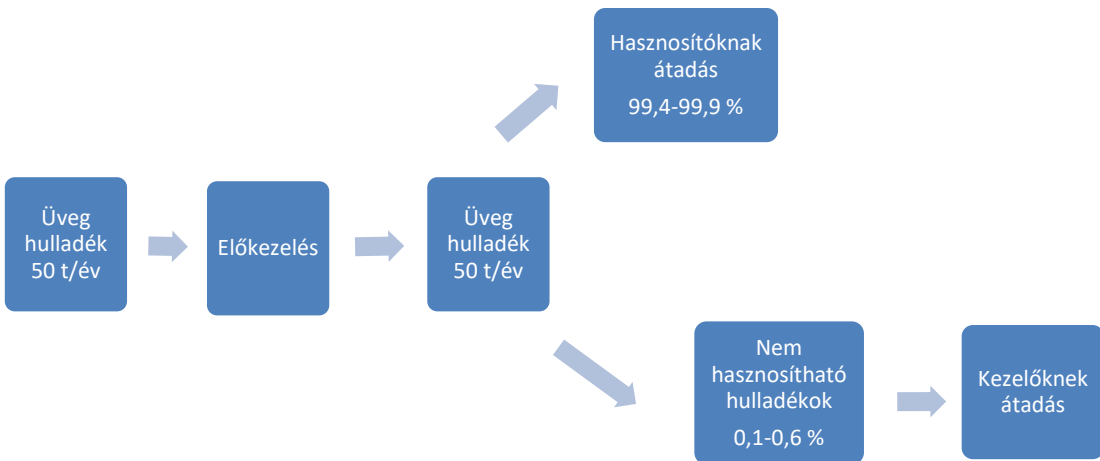 Üveg
hulladék
50 t/év
Előkezelés
Üveg
hulladék
50 t/év
Hasznosítóknak
átadás
99,4-99,9 %
Nem
hasznosítható
hulladékok
0,1-0,6 %
Kezelőknek
átadás